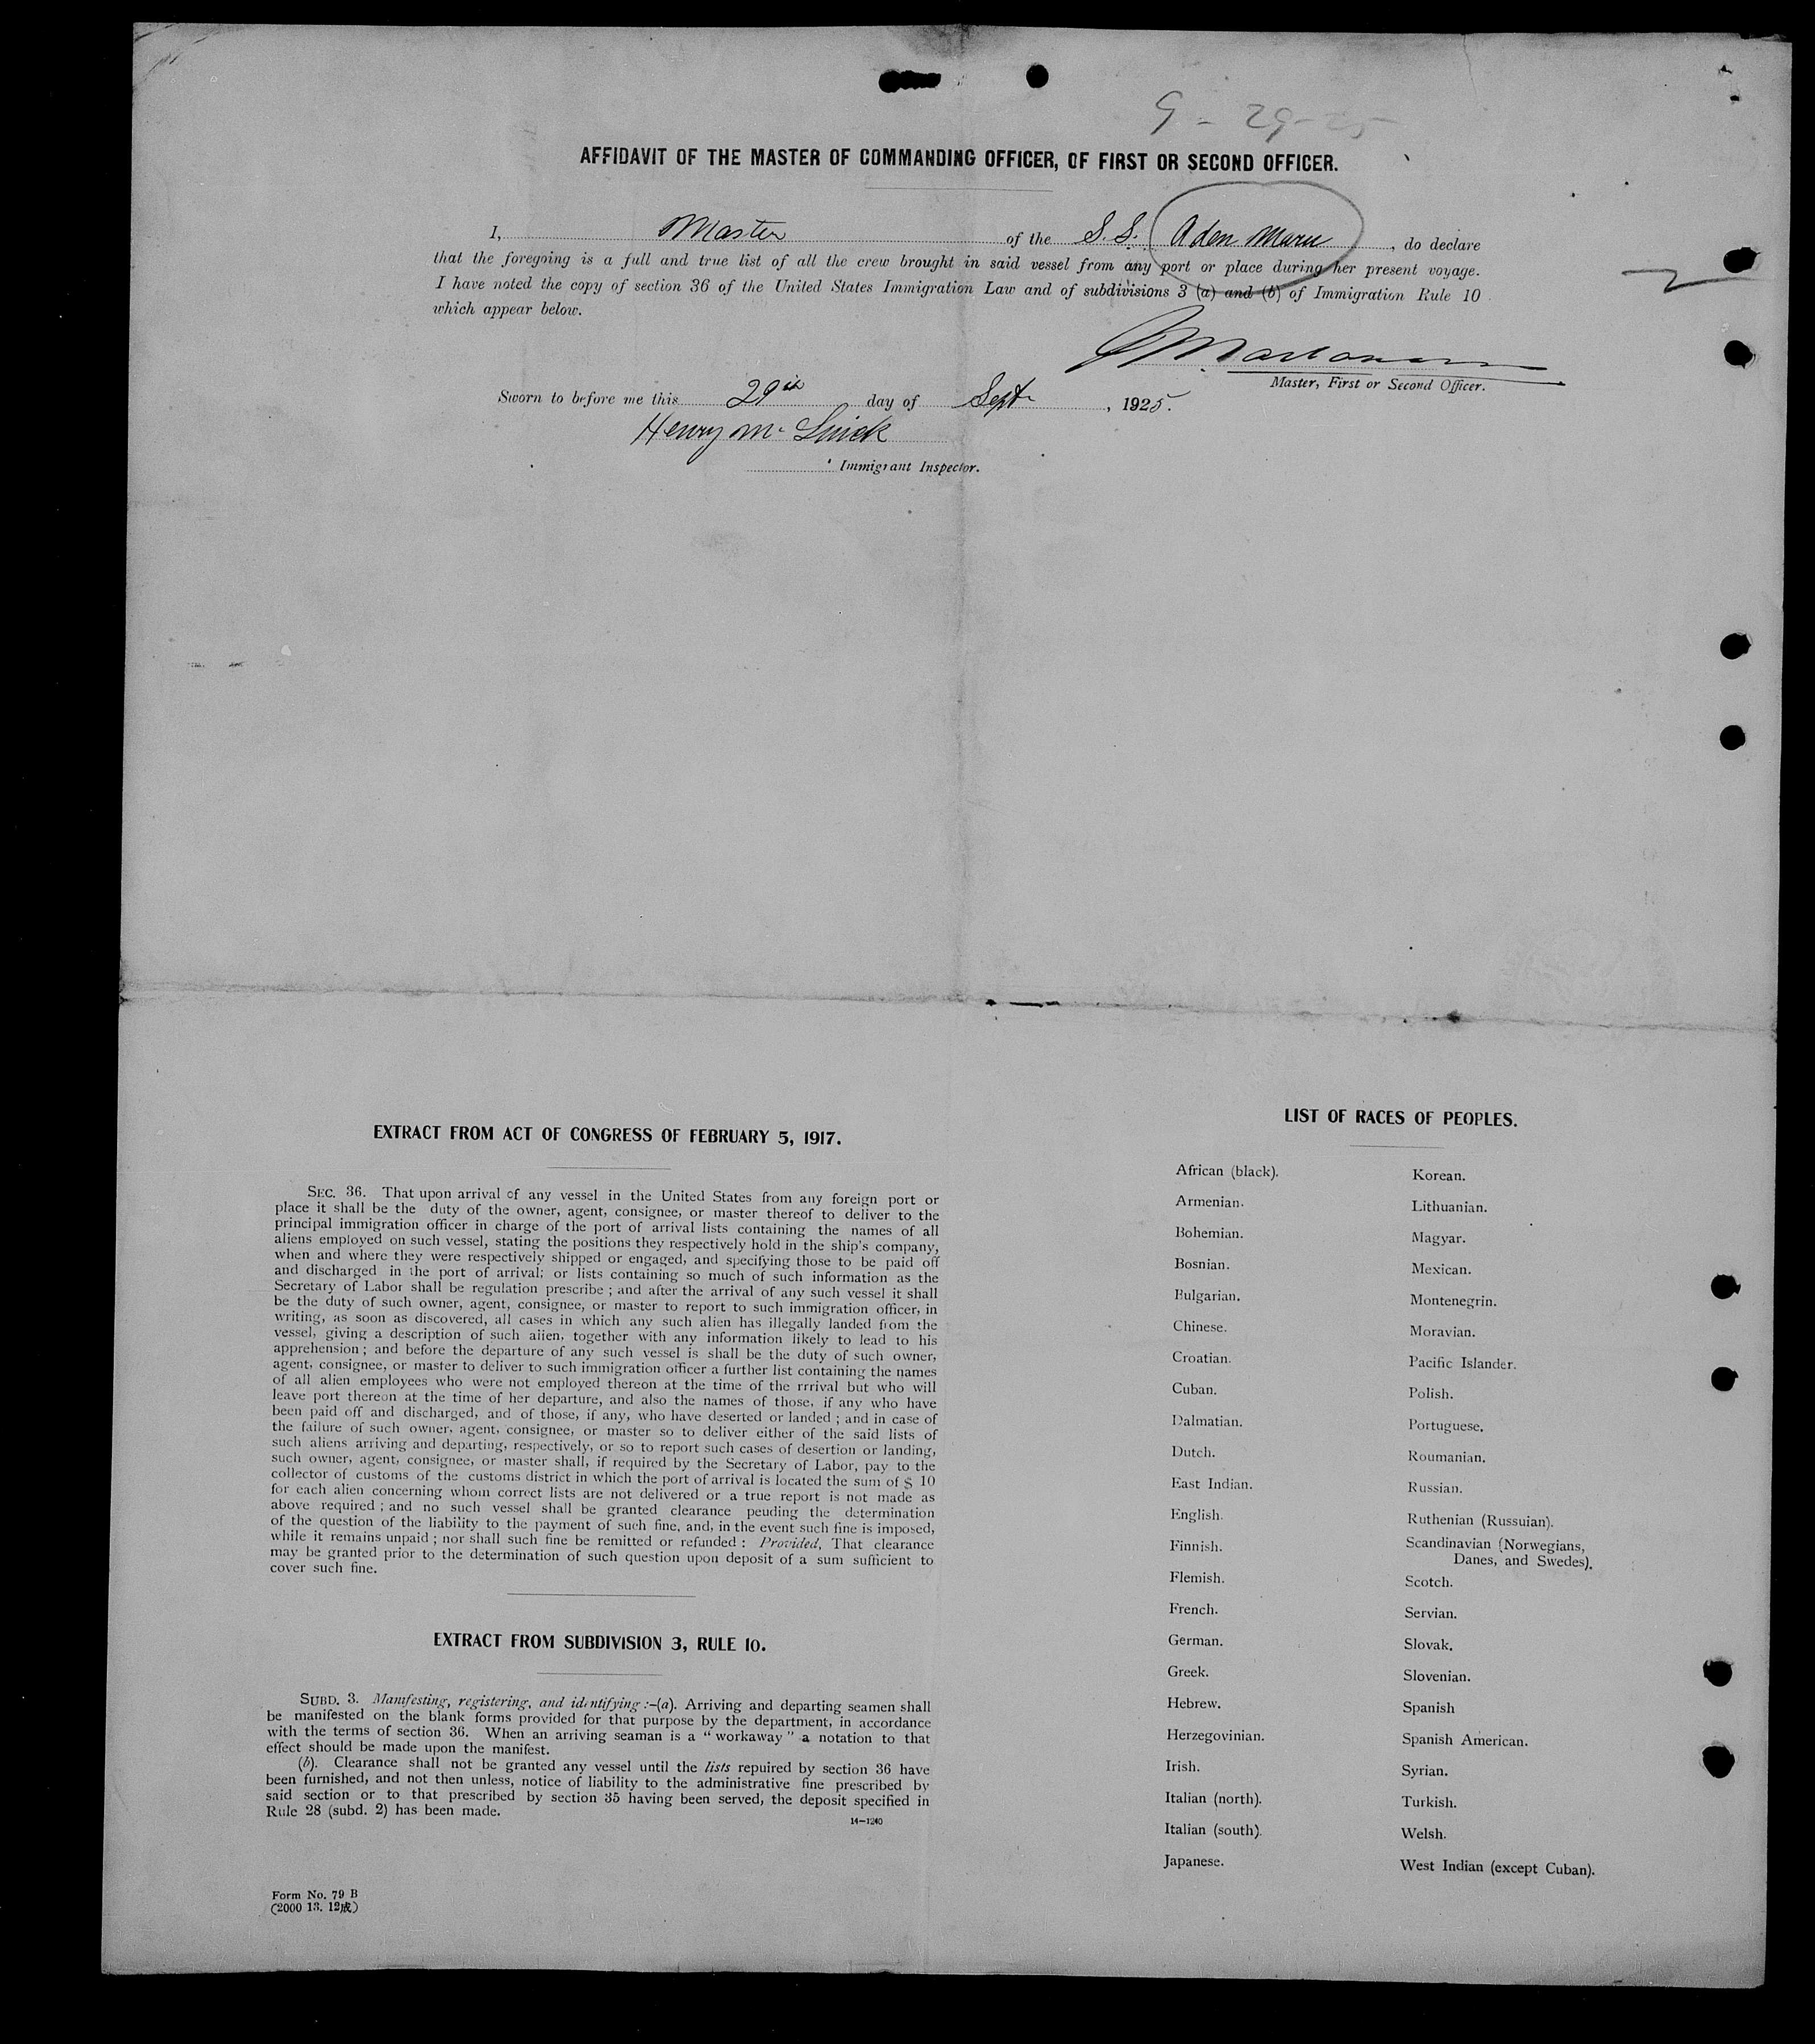 9-29-25
AFFIDAVIT OF THE MASTER OF COMMANDING OFFICER, OF FIRST OR SECOND OFFICER.
I, Master of the S.S. Aden Maru, do declare
that the foregoing is a full and true list of all the crew brought in said vessel from any port or place during her present voyage.
I have noted the copy of section 36 of the United States Immigration Law and of subdivisions 3 (a) and (b) of Immigration Rule 10
which appear below.
Master, First or Second Officer.
Sworn to before me this 29th day of Sept, 1925.
Henry M.
Immigrant Inspector.
EXTRACT FROM ACT OF CONGRESS OF FEBRUARY 5, 1917.
SEC. 36. That upon arrival of any vessel in the United States from any foreign port or
place it shall be the duty of the owner, agent, consignee, or master thereof to deliver to the
principal immigration officer in charge of the port of arrival lists containing the names of all
aliens employed on such vessel, stating the positions they respectively hold in the ship's company,
when and where they were respectively shipped or engaged, and specifying those to be paid off
and discharged in the port of arrival; or lists containing so much of such information as the
Secretary of Labor shall be regulation prescribe; and after the arrival of any such vessel it shall
be the duty of such owner, agent, consignee, or master to report to such immigration officer, in
writing, as soon as discovered, all cases in which any such alien has illegally landed from the
vessel, giving a description of such alien, together with any information likely to lead to his
apprehension; and before the departure of any such vessel is shall be the duty of such owner,
agent, consignee, or master to deliver to such immigration officer a further list containing the names
of all alien employees who were not employed thereon at the time of the rrrival but who will
leave port thereon at the time of her departure, and also the names of those, if any who have
been paid off and discharged, and of those, if any, who have deserted or landed; and in case of
the failure of such owner, agent, consignee, or master so to deliver either of the said lists of
such aliens arriving and departing, respectively, or so to report such cases of desertion or landing,
such owner, agent, consignee, or master shall, if required by the Secretary of Labor, pay to the
collector of customs of the customs district in which the port of arrival is located the sum of $ 10
for each alien concerning whom correct lists are not delivered or a true report is not made as
above required; and no such vessel shall be granted clearance peuding the determination
of the question of the liability to the payment of such fine, and, in the event such fine is imposed,
while it remains unpaid; nor shall such fine be remitted or refunded: Provided, That clearance
may be granted prior to the determination of such question upon deposit of a sum sufficient to
cover such fine.
EXTRACT FROM SUBDIVISION 3, RULE 10.
SUBD. 3. Manifesting, registering, and identifying:-(a). Arriving and departing seamen shall
be manifested on the blank forms provided for that purpose by the department, in accordance
with the terms of section 36. When an arriving seaman is a "workaway" a notation to that
effect should be made upon the manifest.
(b). Clearance shall not be granted any vessel until the lists repuired by section 36 have
been furnished, and not then unless, notice of liability to the administrative fine prescribed by
said section or to that prescribed by section 35 having been served, the deposit specified in
Rule 28 (subd. 2) has been made.
14-1240
Form No. 79 B
(2000 13. 12成)
LIST OF RACES OF PEOPLES.
African (black).
Armenian.
Bohemian.
Bosnian.
Bulgarian.
Chinese.
Croatian.
Cuban.
Dalmatian.
Dutch.
East Indian.
English.
Finnish.
Flemish.
French.
German.
Greek.
Hebrew.
Herzegovinian.
Irish.
Italian (north).
Italian (south).
Japanese.
Korean.
Lithuanian.
Magyar.
Mexican.
Montenegrin.
Moravian.
Pacific Islander.
Polish.
Portuguese.
Roumanian.
Russian.
Ruthenian (Russuian).
Scandinavian (Norwegians,
Danes, and Swedes).
Scotch.
Servian.
Slovak.
Slovenian.
Spanish
Spanish American.
Syrian.
Turkish.
Welsh.
West Indian (except Cuban).